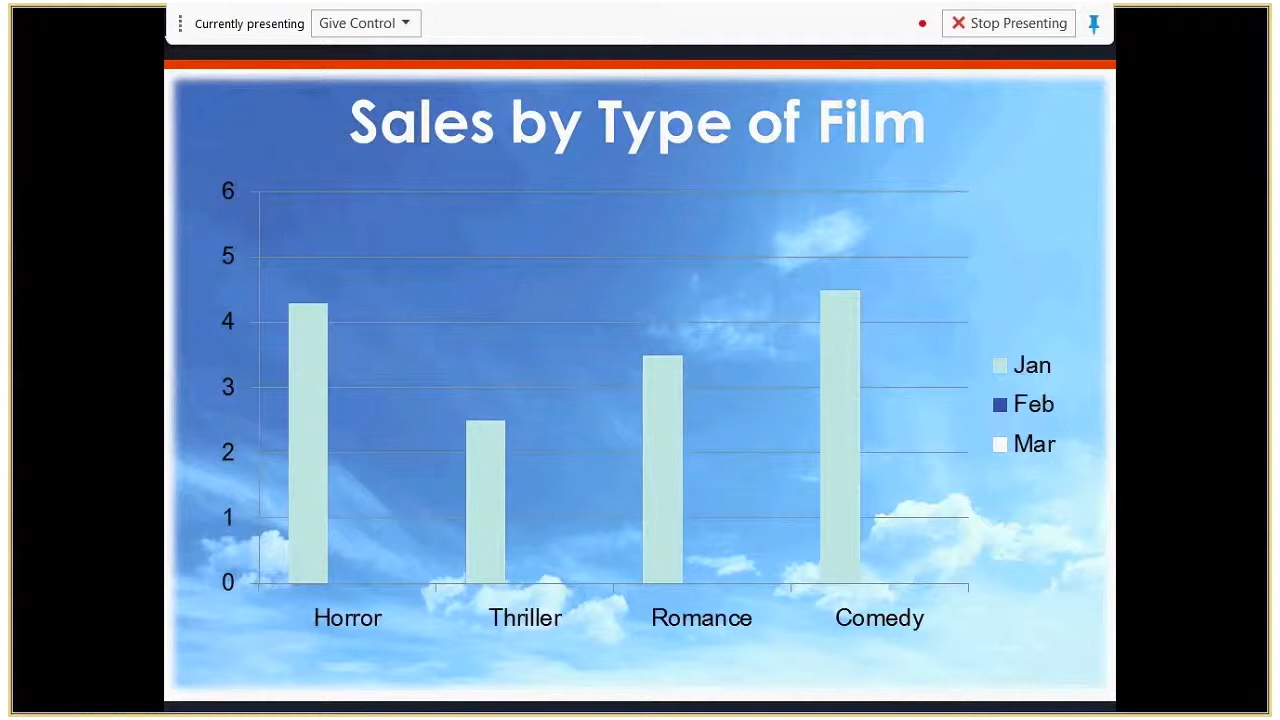 Currently presenting Give Control Stop Presenting
Sales by Type of Film
6
5
4
3
2
1
0
Jan
Feb
Mar
Horror Thriller Romance Comedy